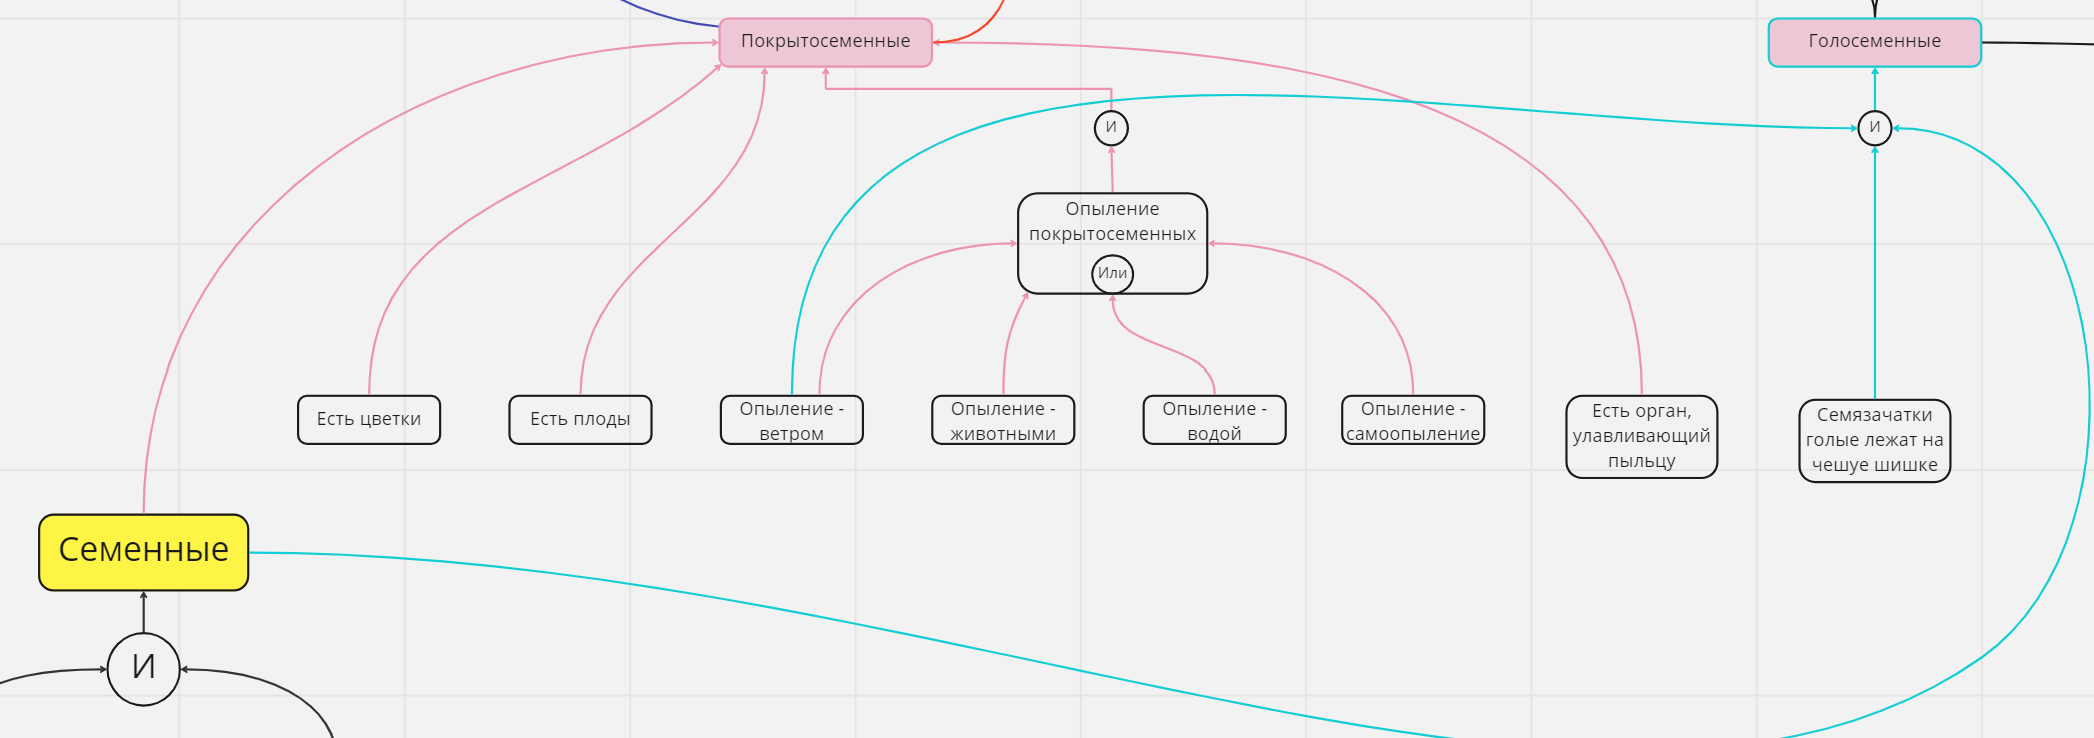 Покрытосеменные
Голосеменные
И
И
Опыление
покрытосеменных
Или
Есть цветки
Есть плоды
Опыление -
ветром
Опыление -
животными
Опыление -
водой
Опыление -
самоопыление
Есть орган,
улавливающий
пыльцу
Семязачатки
голые лежат на
чешуе шишке
Семенные
И